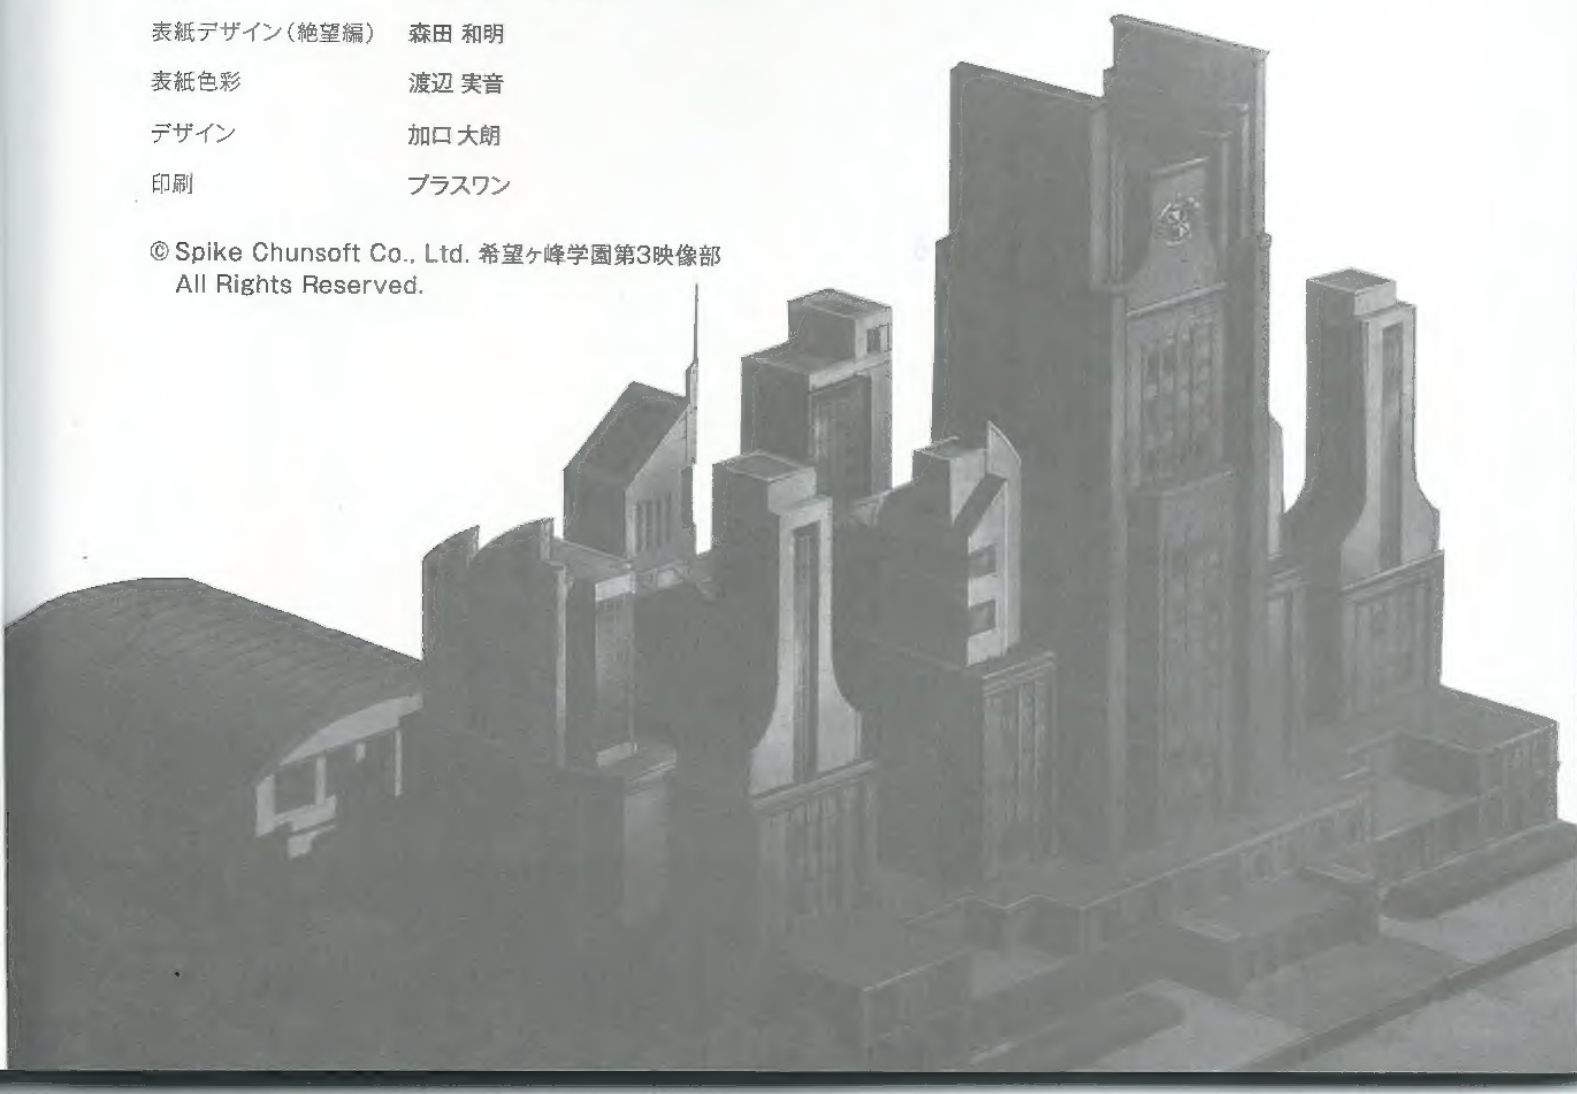 表紙デザイン（絶望編） 森田 和明
表紙色彩 渡辺 実音
デザイン 加口 大朗
印刷 プラスワン
© Spike Chunsoft Co., Ltd. 希望ヶ峰学園第3映像部
All Rights Reserved.